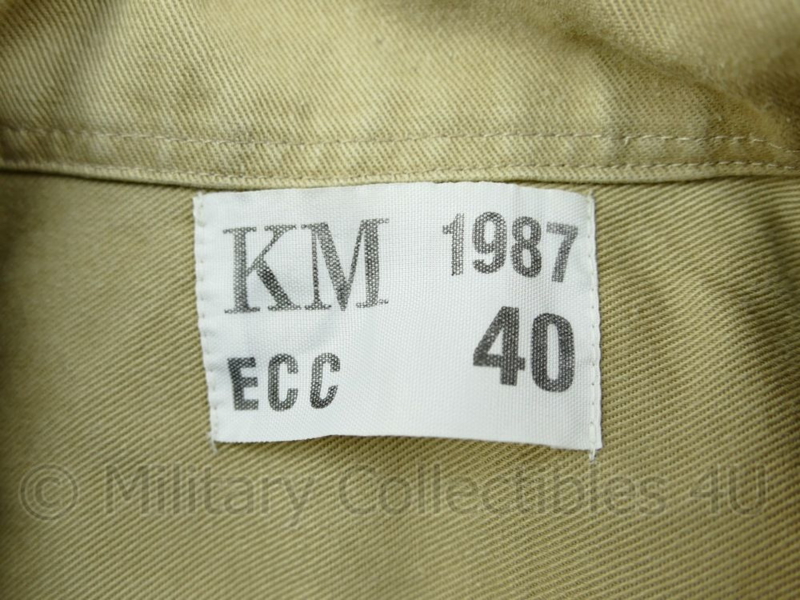 KM 1987
ECC 40
© Military Collectibles 4U